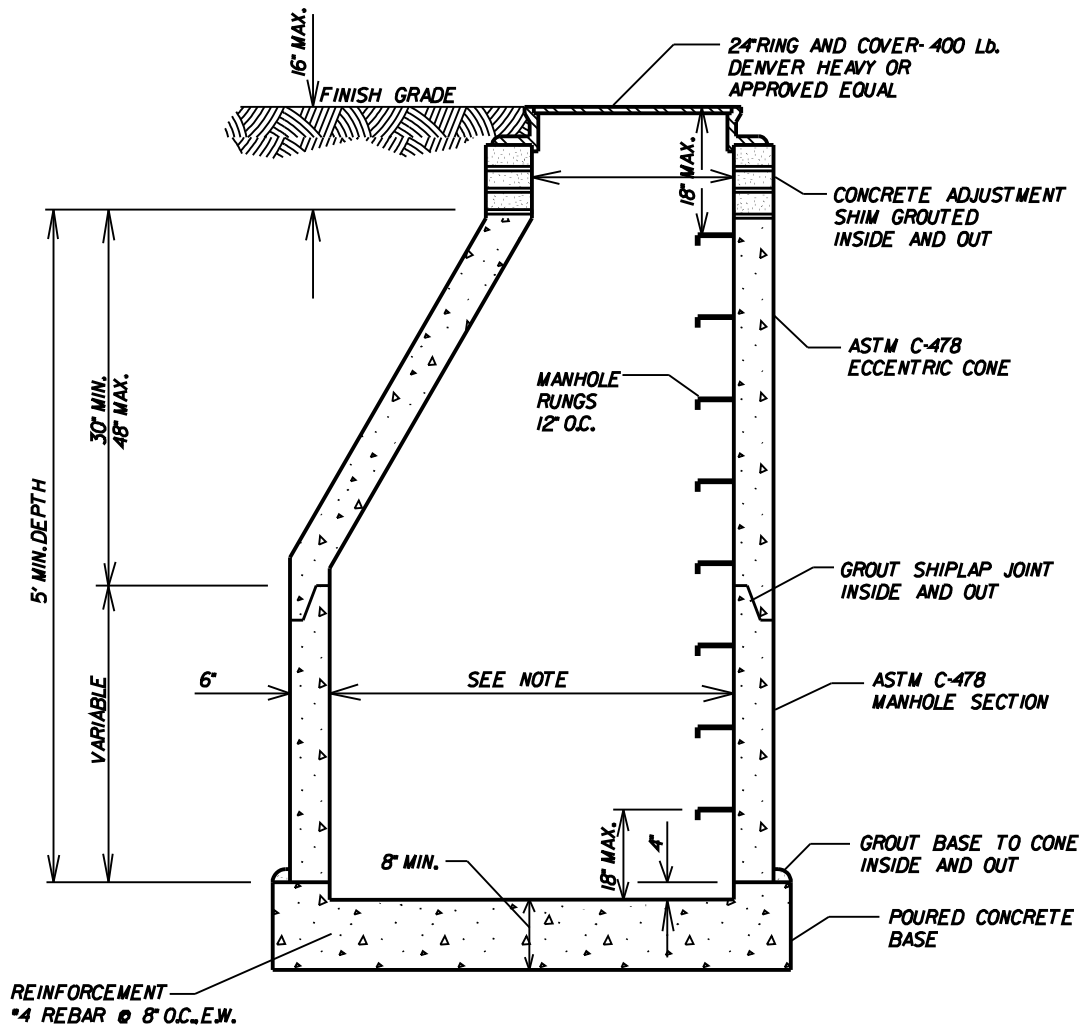 16" MAX.
FINISH GRADE
24"RING AND COVER- 400 Lb.
DENVER HEAVY OR
APPROVED EQUAL
18" MAX.
CONCRETE ADJUSTMENT
SHIM GROUTED
INSIDE AND OUT
ASTM C-478
ECCENTRIC CONE
MANHOLE
RUNGS
12" O.C.
30" MIN.
48" MAX.
5' MIN. DEPTH
GROUT SHIPLAP JOINT
INSIDE AND OUT
VARIABLE
6"
SEE NOTE
ASTM C-478
MANHOLE SECTION
8" MIN.
18" MAX.
4"
GROUT BASE TO CONE
INSIDE AND OUT
POURED CONCRETE
BASE
REINFORCEMENT
#4 REBAR @ 8" O.C., E.W.